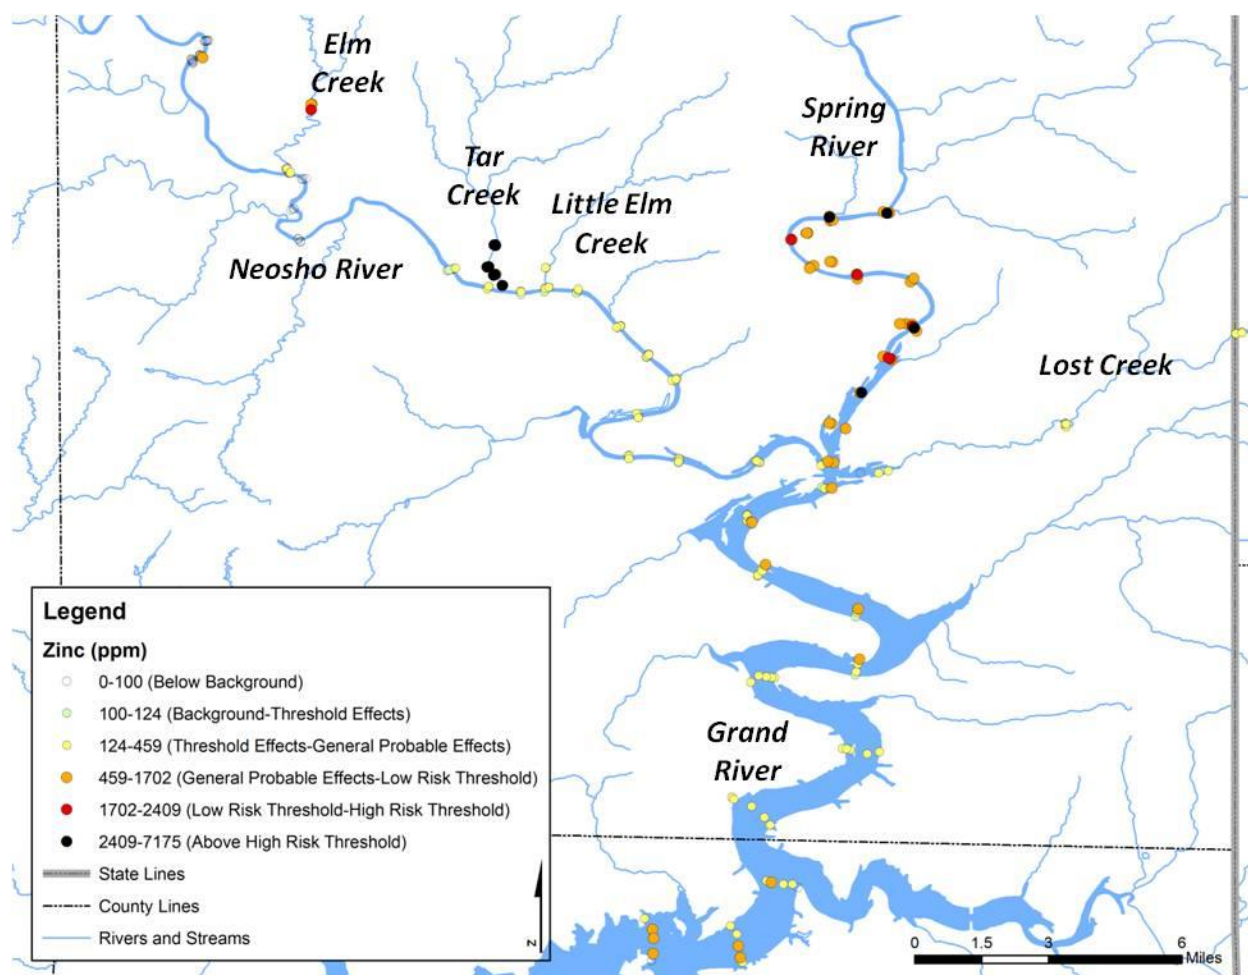 Elm
Creek
Spring
River
Tar
Creek
Little Elm
Creek
Neosho River
Lost Creek
Grand
River
Legend
Zinc (ppm)
0-100 (Below Background)
100-124 (Background-Threshold Effects)
124-459 (Threshold Effects-General Probable Effects)
459-1702 (General Probable Effects-Low Risk Threshold)
1702-2409 (Low Risk Threshold-High Risk Threshold)
2409-7175 (Above High Risk Threshold)
State Lines
County Lines
Rivers and Streams
N
0 1.5 3 6
Miles